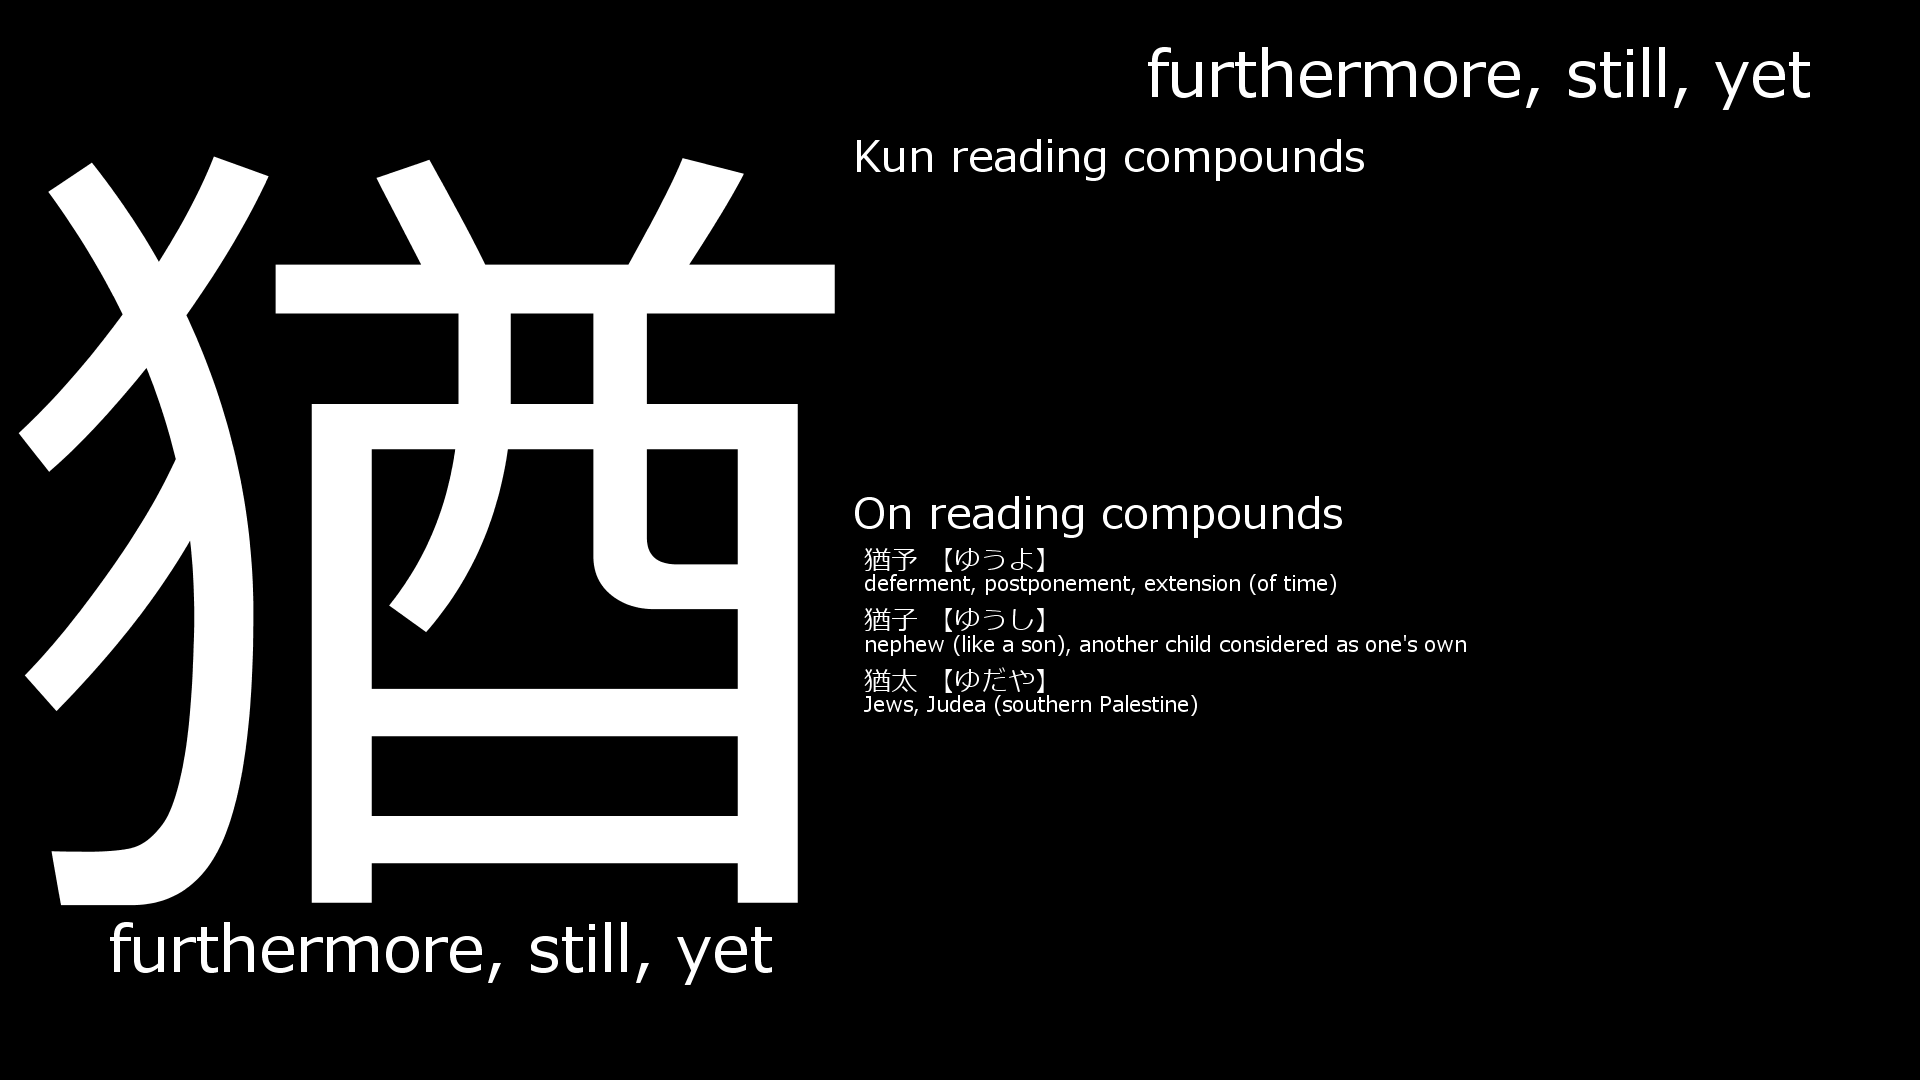 猶
furthermore, still, yet
furthermore, still, yet
Kun reading compounds
On reading compounds
猶予 【ゆうよ】
deferment, postponement, extension (of time)
猶子 【ゆうし】
nephew (like a son), another child considered as one's own
猶太 【ゆだや】
Jews, Judea (southern Palestine)